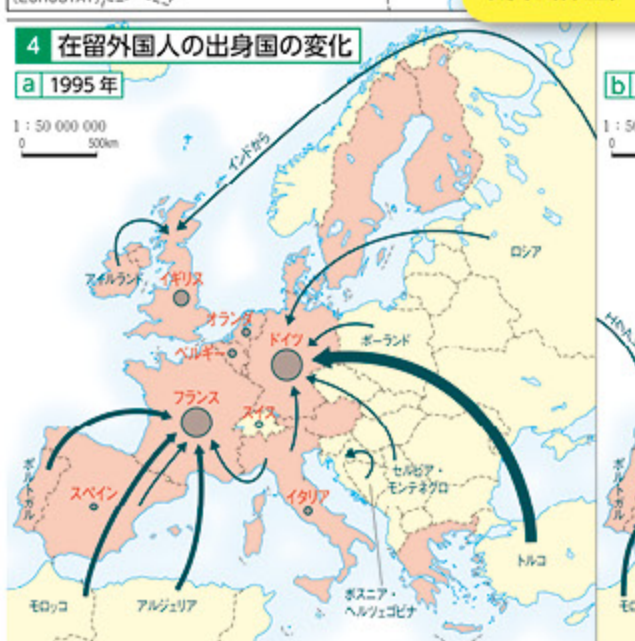 4 在留外国人の出身国の変化
a 1995年
b
1:50 000 000
0 500km
インドから
アイルランド
イギリス
ロシア
オランダ
ドイツ
ポーランド
ベルギー
フランス
スイス
セルビア・
モンテネグロ
ポルトガル
スペイン
イタリア
トルコ
ボスニア・
ヘルツェゴビナ
モロッコ
アルジェリア